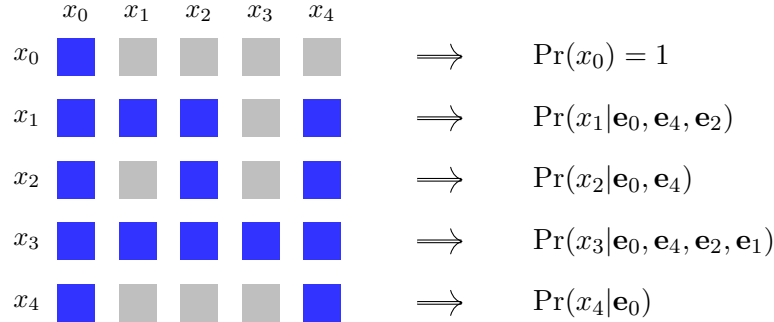 x₀ x₁ x₂ x₃ x₄
x₀ ⟹ Pr(x₀) = 1
x₁ ⟹ Pr(x₁|𝐞₀, 𝐞₄, 𝐞₂)
x₂ ⟹ Pr(x₂|𝐞₀, 𝐞₄)
x₃ ⟹ Pr(x₃|𝐞₀, 𝐞₄, 𝐞₂, 𝐞₁)
x₄ ⟹ Pr(x₄|𝐞₀)